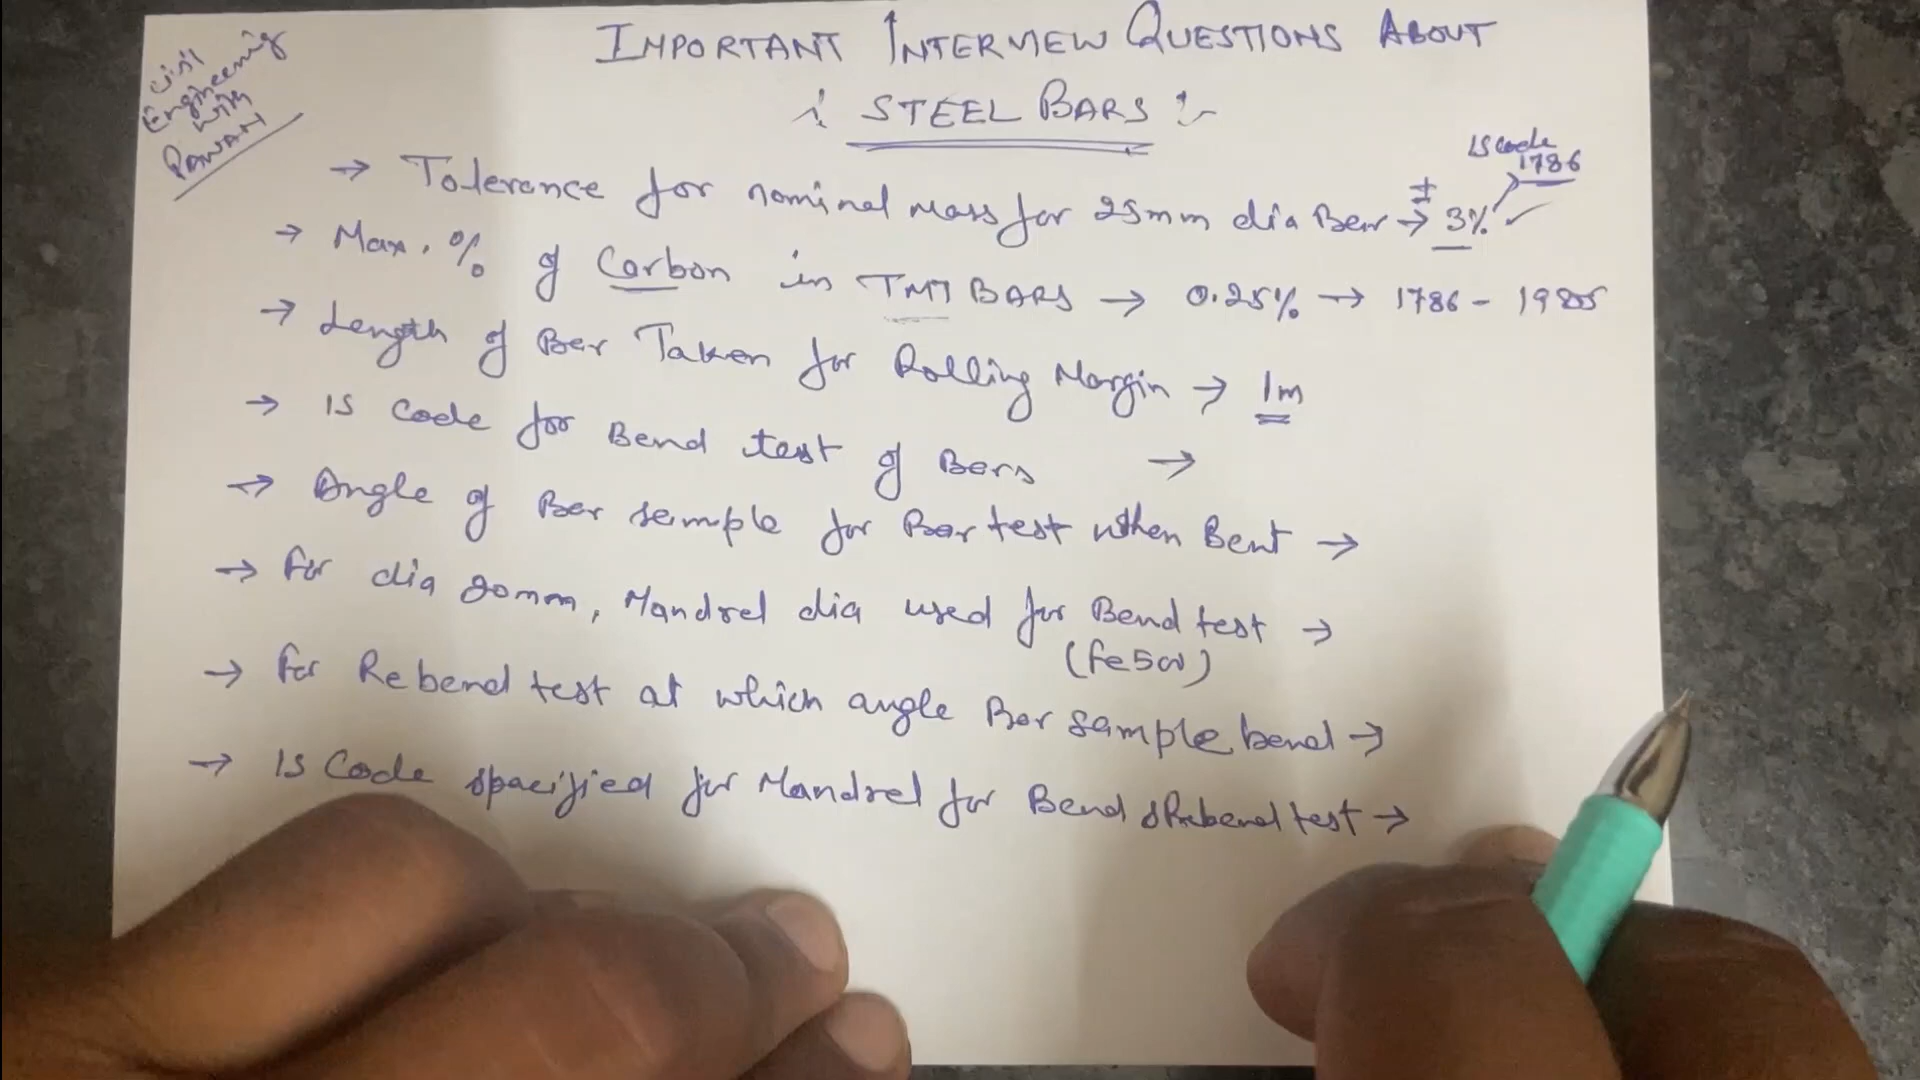 Civil
Engineering
with
PAWAN
IMPORTANT INTERVIEW QUESTIONS ABOUT
STEEL BARS :-
IS code
1786
→ Tolerance for nominal mass for 25mm dia Bar → ± 3% ✓
→ Max. % of Carbon in TMT BARS → 0.25% → 1786 - 1985
→ Length of Bar Taken for Rolling Margin → 1m
→ IS Code for Bend test of Bars →
→ Angle of Bar sample for Bar test when Bent →
→ for dia 20mm, Mandrel dia used for Bend test →
(fe500)
→ for Rebend test at which angle Bar sample bend →
→ IS Code specified for Mandrel for Bend & Rebend test →